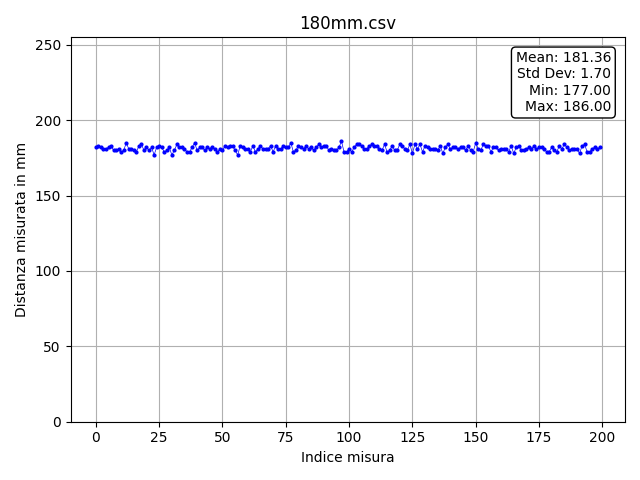 180mm.csv
Mean: 181.36
Std Dev: 1.70
Min: 177.00
Max: 186.00
Distanza misurata in mm
250
200
150
100
50
0
0 25 50 75 100 125 150 175 200
Indice misura